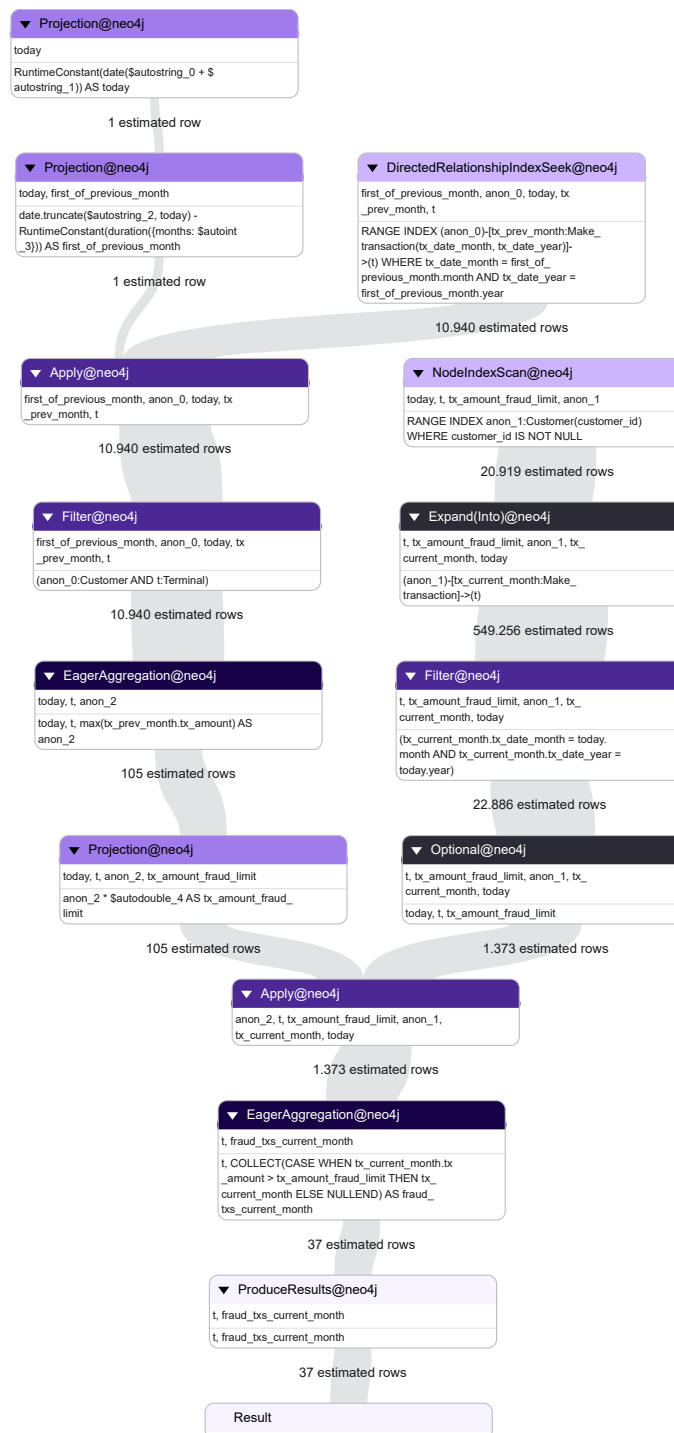 Projection@neo4j
today
RuntimeConstant(date($autostring_0 + $
autostring_1)) AS today
1 estimated row
Projection@neo4j
today, first_of_previous_month
date.truncate($autostring_2, today) -
RuntimeConstant(duration({months: $autoint
_3})) AS first_of_previous_month
1 estimated row
DirectedRelationshipIndexSeek@neo4j
first_of_previous_month, anon_0, today, tx
_prev_month, t
RANGE INDEX (anon_0)-[tx_prev_month:Make_
transaction(tx_date_month, tx_date_year)]-
>(t) WHERE tx_date_month = first_of_
previous_month.month AND tx_date_year =
first_of_previous_month.year
10.940 estimated rows
Apply@neo4j
first_of_previous_month, anon_0, today, tx
_prev_month, t
10.940 estimated rows
NodeIndexScan@neo4j
today, t, tx_amount_fraud_limit, anon_1
RANGE INDEX anon_1:Customer(customer_id)
WHERE customer_id IS NOT NULL
20.919 estimated rows
Filter@neo4j
first_of_previous_month, anon_0, today, tx
_prev_month, t
(anon_0:Customer AND t:Terminal)
10.940 estimated rows
Expand(Into)@neo4j
t, tx_amount_fraud_limit, anon_1, tx_
current_month, today
(anon_1)-[tx_current_month:Make_
transaction]->(t)
549.256 estimated rows
EagerAggregation@neo4j
today, t, anon_2
today, t, max(tx_prev_month.tx_amount) AS
anon_2
105 estimated rows
Filter@neo4j
t, tx_amount_fraud_limit, anon_1, tx_
current_month, today
(tx_current_month.tx_date_month = today.
month AND tx_current_month.tx_date_year =
today.year)
22.886 estimated rows
Projection@neo4j
today, t, anon_2, tx_amount_fraud_limit
anon_2 * $autodouble_4 AS tx_amount_fraud_
limit
105 estimated rows
Optional@neo4j
t, tx_amount_fraud_limit, anon_1, tx_
current_month, today
today, t, tx_amount_fraud_limit
1.373 estimated rows
Apply@neo4j
anon_2, t, tx_amount_fraud_limit, anon_1,
tx_current_month, today
1.373 estimated rows
EagerAggregation@neo4j
t, fraud_txs_current_month
t, COLLECT(CASE WHEN tx_current_month.tx
_amount > tx_amount_fraud_limit THEN tx_
current_month ELSE NULLEND) AS fraud_
txs_current_month
37 estimated rows
ProduceResults@neo4j
t, fraud_txs_current_month
t, fraud_txs_current_month
37 estimated rows
Result